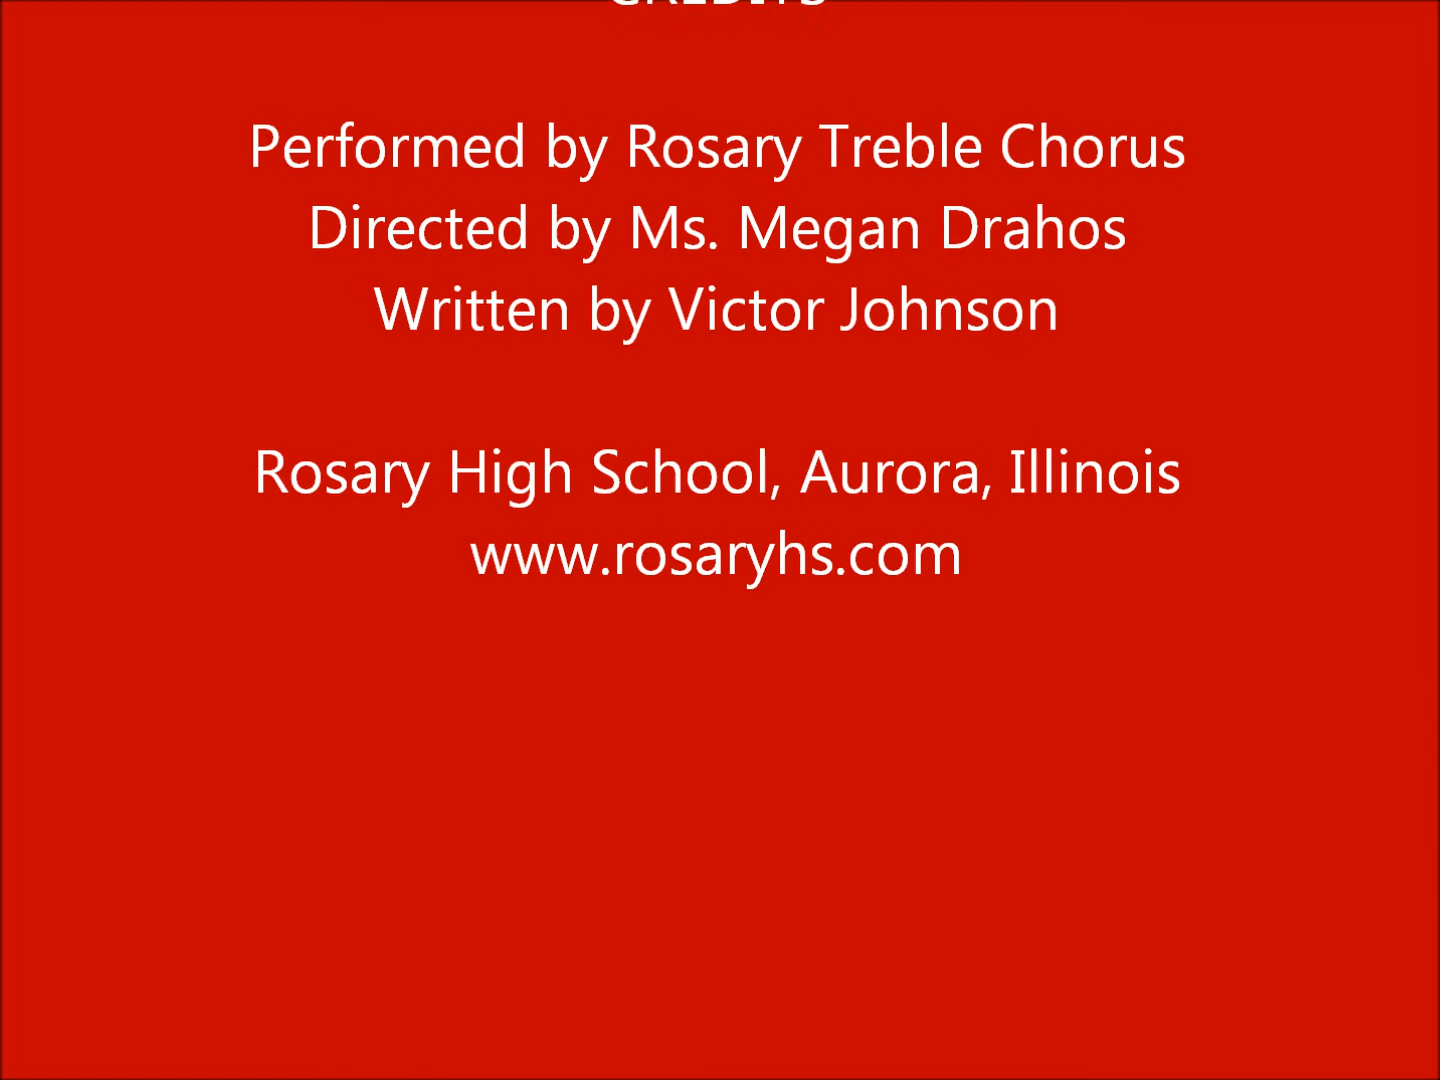 CREDITS
Performed by Rosary Treble Chorus
Directed by Ms. Megan Drahos
Written by Victor Johnson
Rosary High School, Aurora, Illinois
www.rosaryhs.com